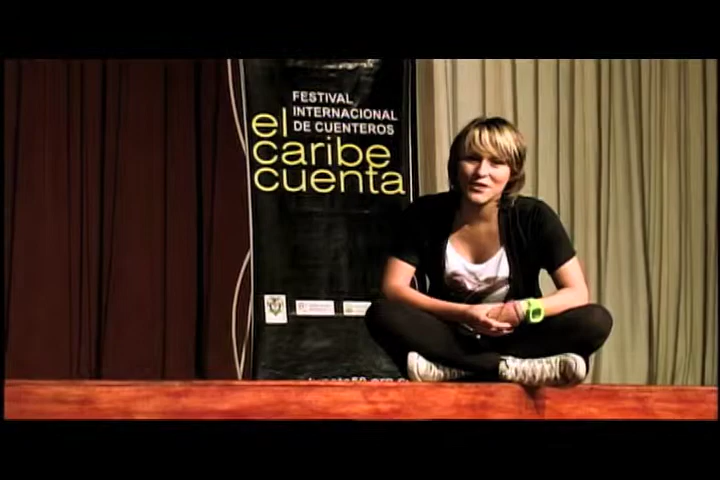 FESTIVAL
INTERNACIONAL
DE CUENTEROS
el
caribe
cuenta